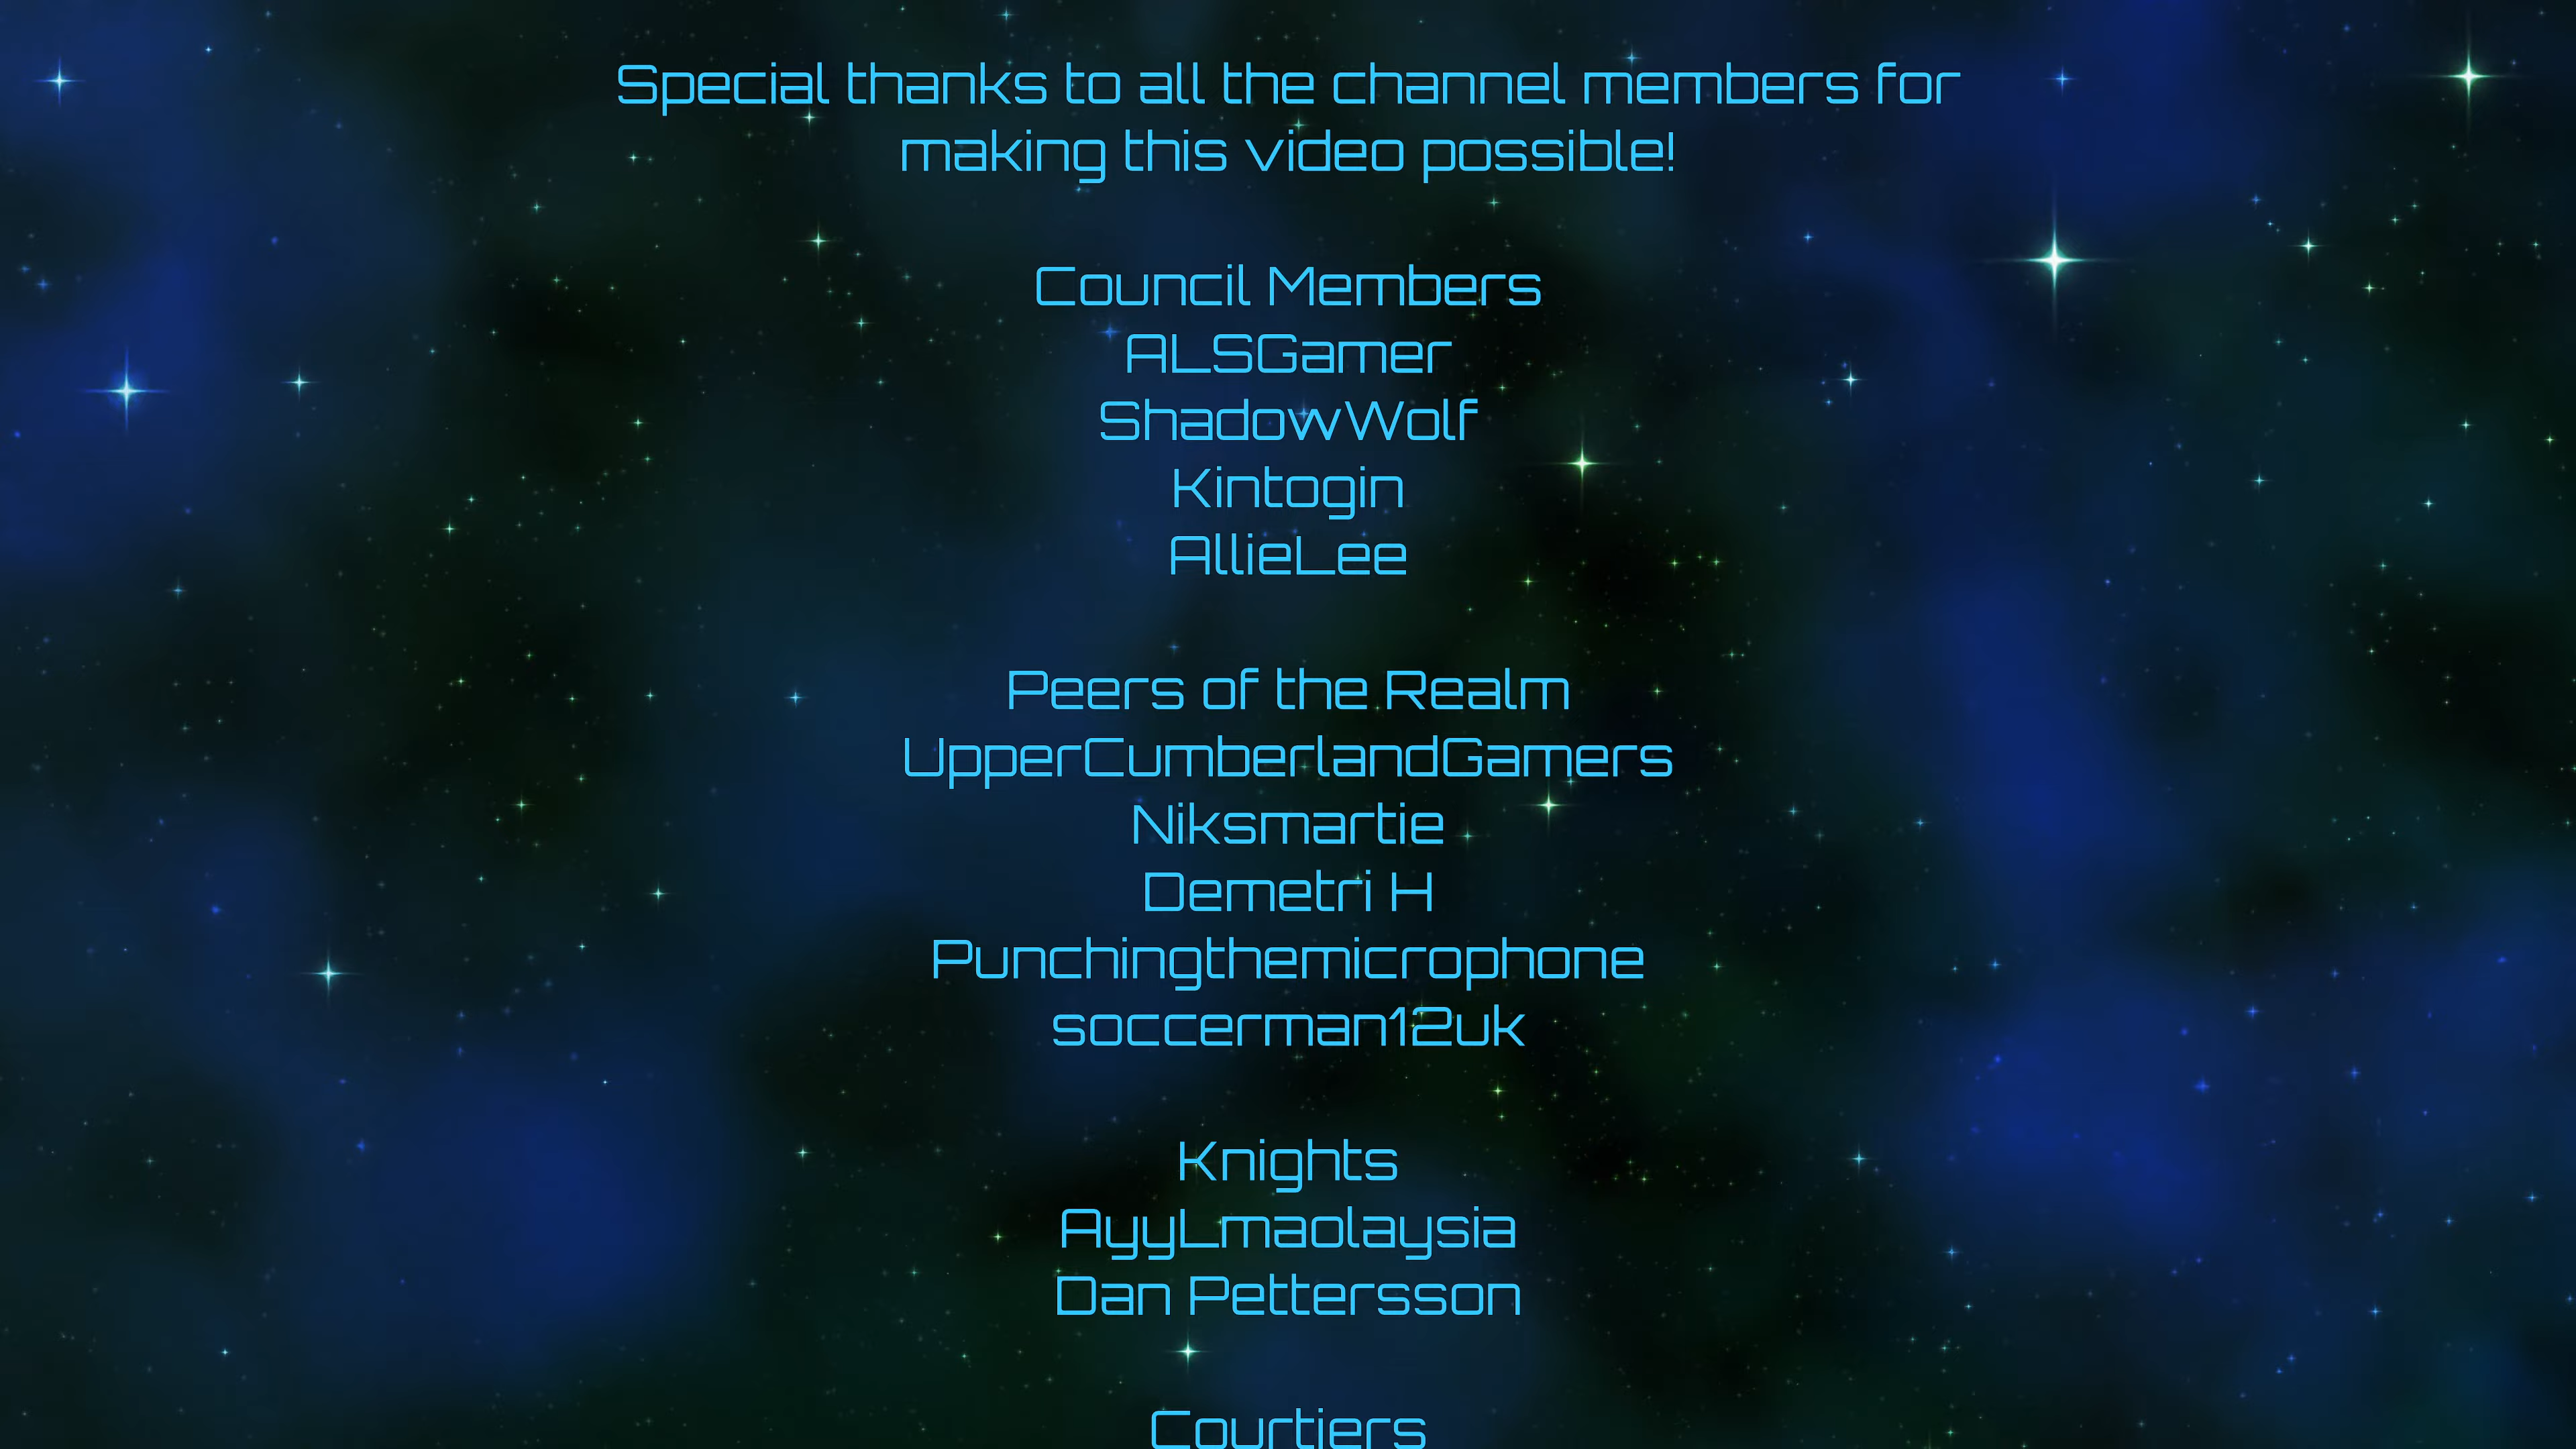 Special thanks to all the channel members for
making this video possible!
Council Members
ALSGamer
ShadowWolf
Kintogin
AllieLee
Peers of the Realm
UpperCumberlandGamers
Niksmartie
Demetri H
Punchingthemicrophone
soccerman12uk
Knights
AyyLmaolaysia
Dan Pettersson
Courtiers